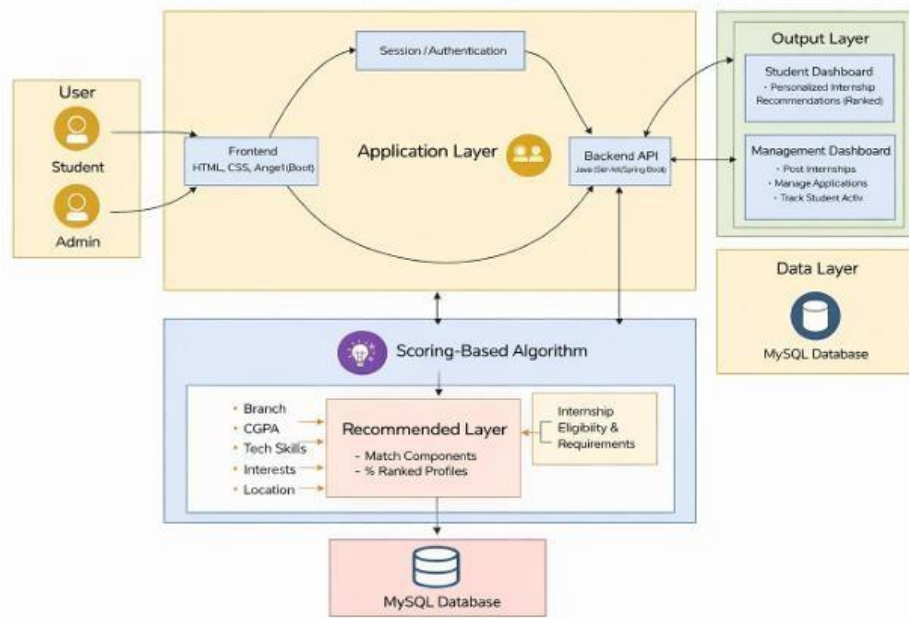 User
Student
Admin
Session / Authentication
Frontend
HTML, CSS, Ange1(Boot)
Application Layer
Backend API
Output Layer
Student Dashboard
• Personalized Internship
Recommendations (Ranked)
Management Dashboard
• Post Internships
• Manage Applications
• Track Student Activ.
Data Layer
MySQL Database
Scoring-Based Algorithm
• Branch
• CGPA
• Tech Skills
• Interests
• Location
Recommended Layer
- Match Components
- % Ranked Profiles
Internship
Eligibility &
Requirements
MySQL Database